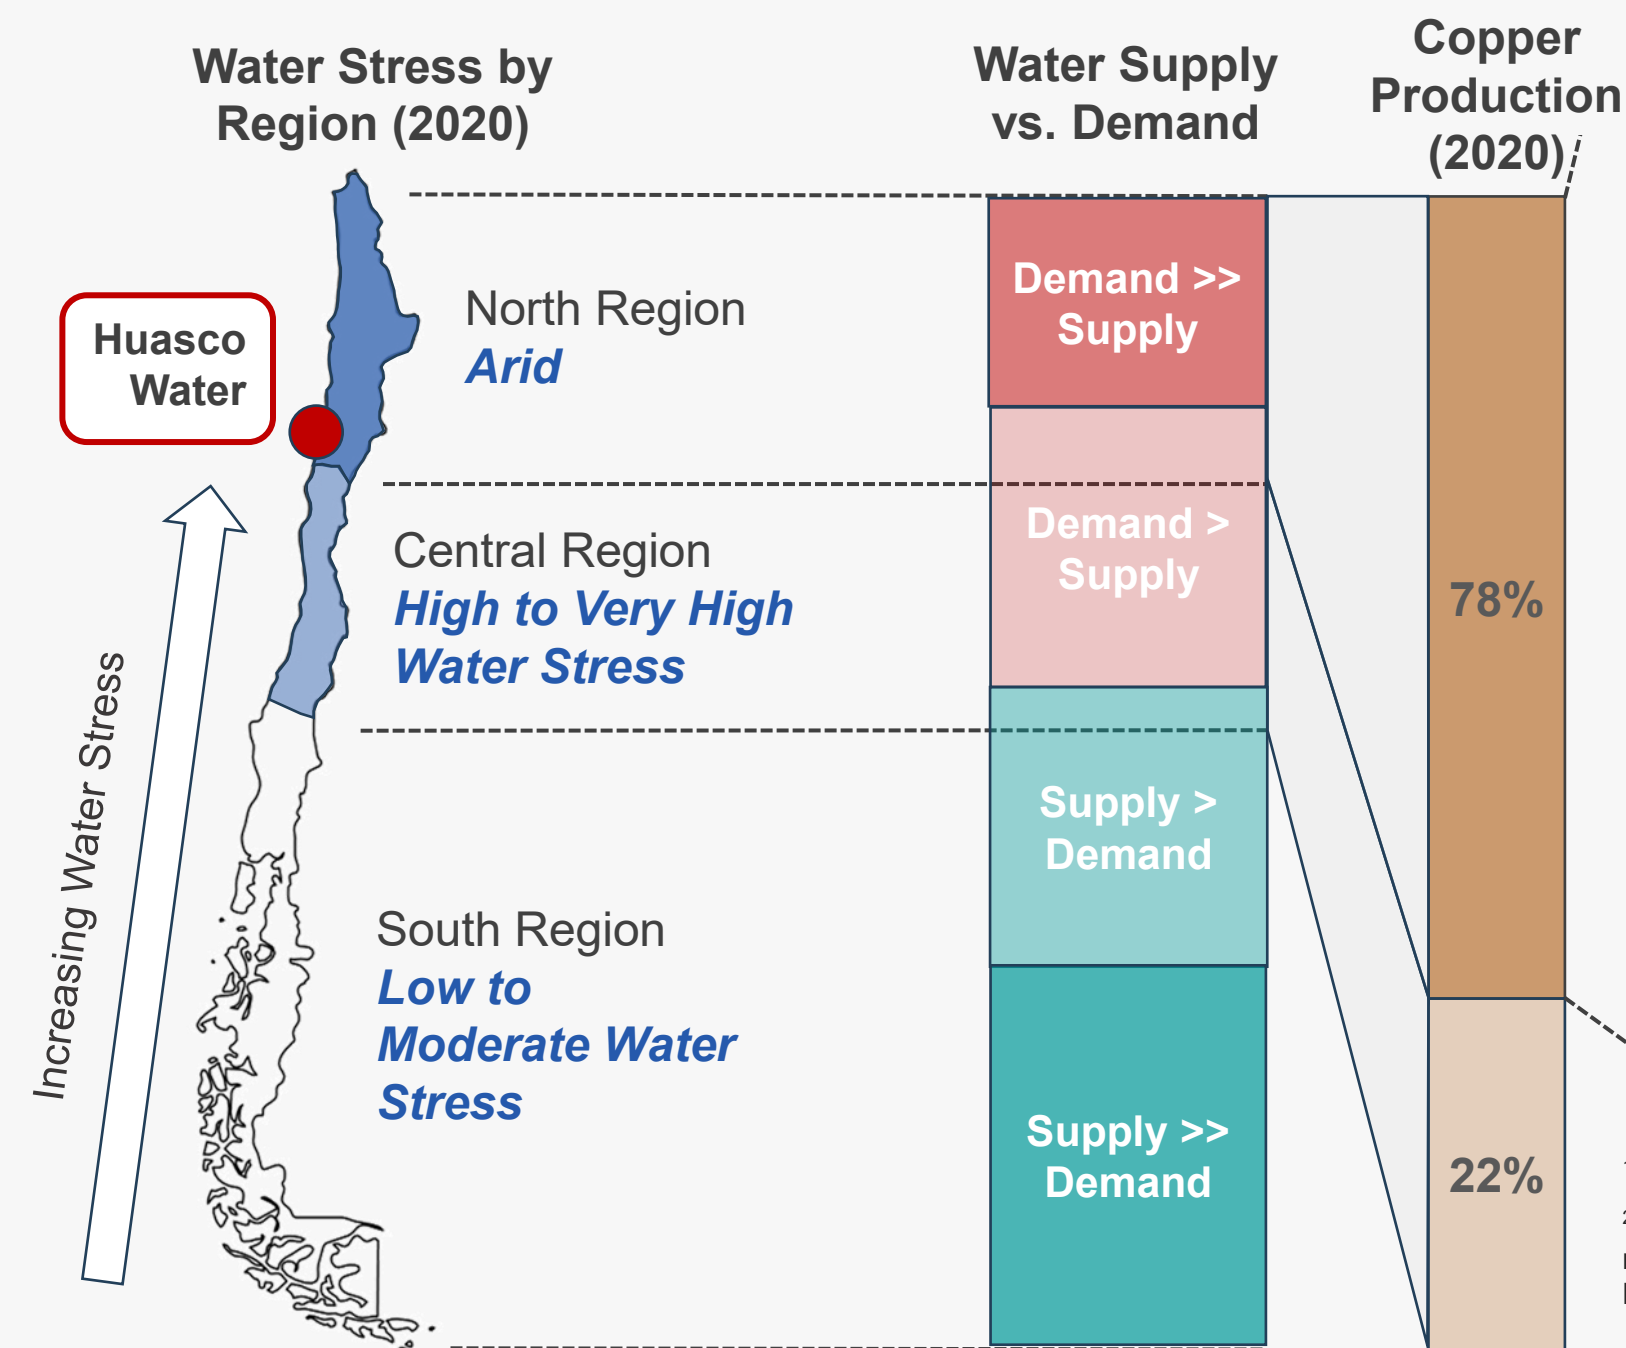 Water Stress by
Region (2020)
Water Supply
vs. Demand
Copper
Production
(2020)
Huasco
Water
North Region
Arid
Central Region
High to Very High
Water Stress
South Region
Low to
Moderate Water
Stress
Increasing Water Stress
Demand >>
Supply
Demand >
Supply
Supply >
Demand
Supply >>
Demand
78%
22%